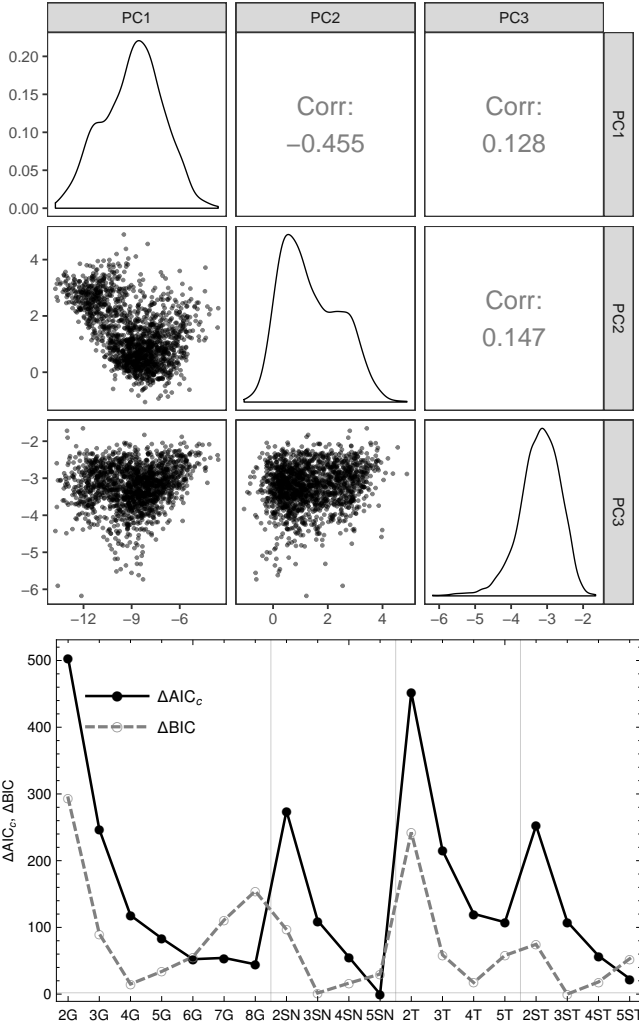 PC1 PC2 PC3
0.20
0.15
0.10
0.05
0.00
Corr:
−0.455
Corr:
0.128
PC1
4
2
0
Corr:
0.147
PC2
−2
−3
−4
−5
−6
PC3
−12 −9 −6 0 2 4 −6 −5 −4 −3 −2
500
400
300
200
100
0
ΔAICc, ΔBIC
ΔAICc
ΔBIC
2G 3G 4G 5G 6G 7G 8G 2SN 3SN 4SN 5SN 2T 3T 4T 5T 2ST 3ST 4ST 5ST